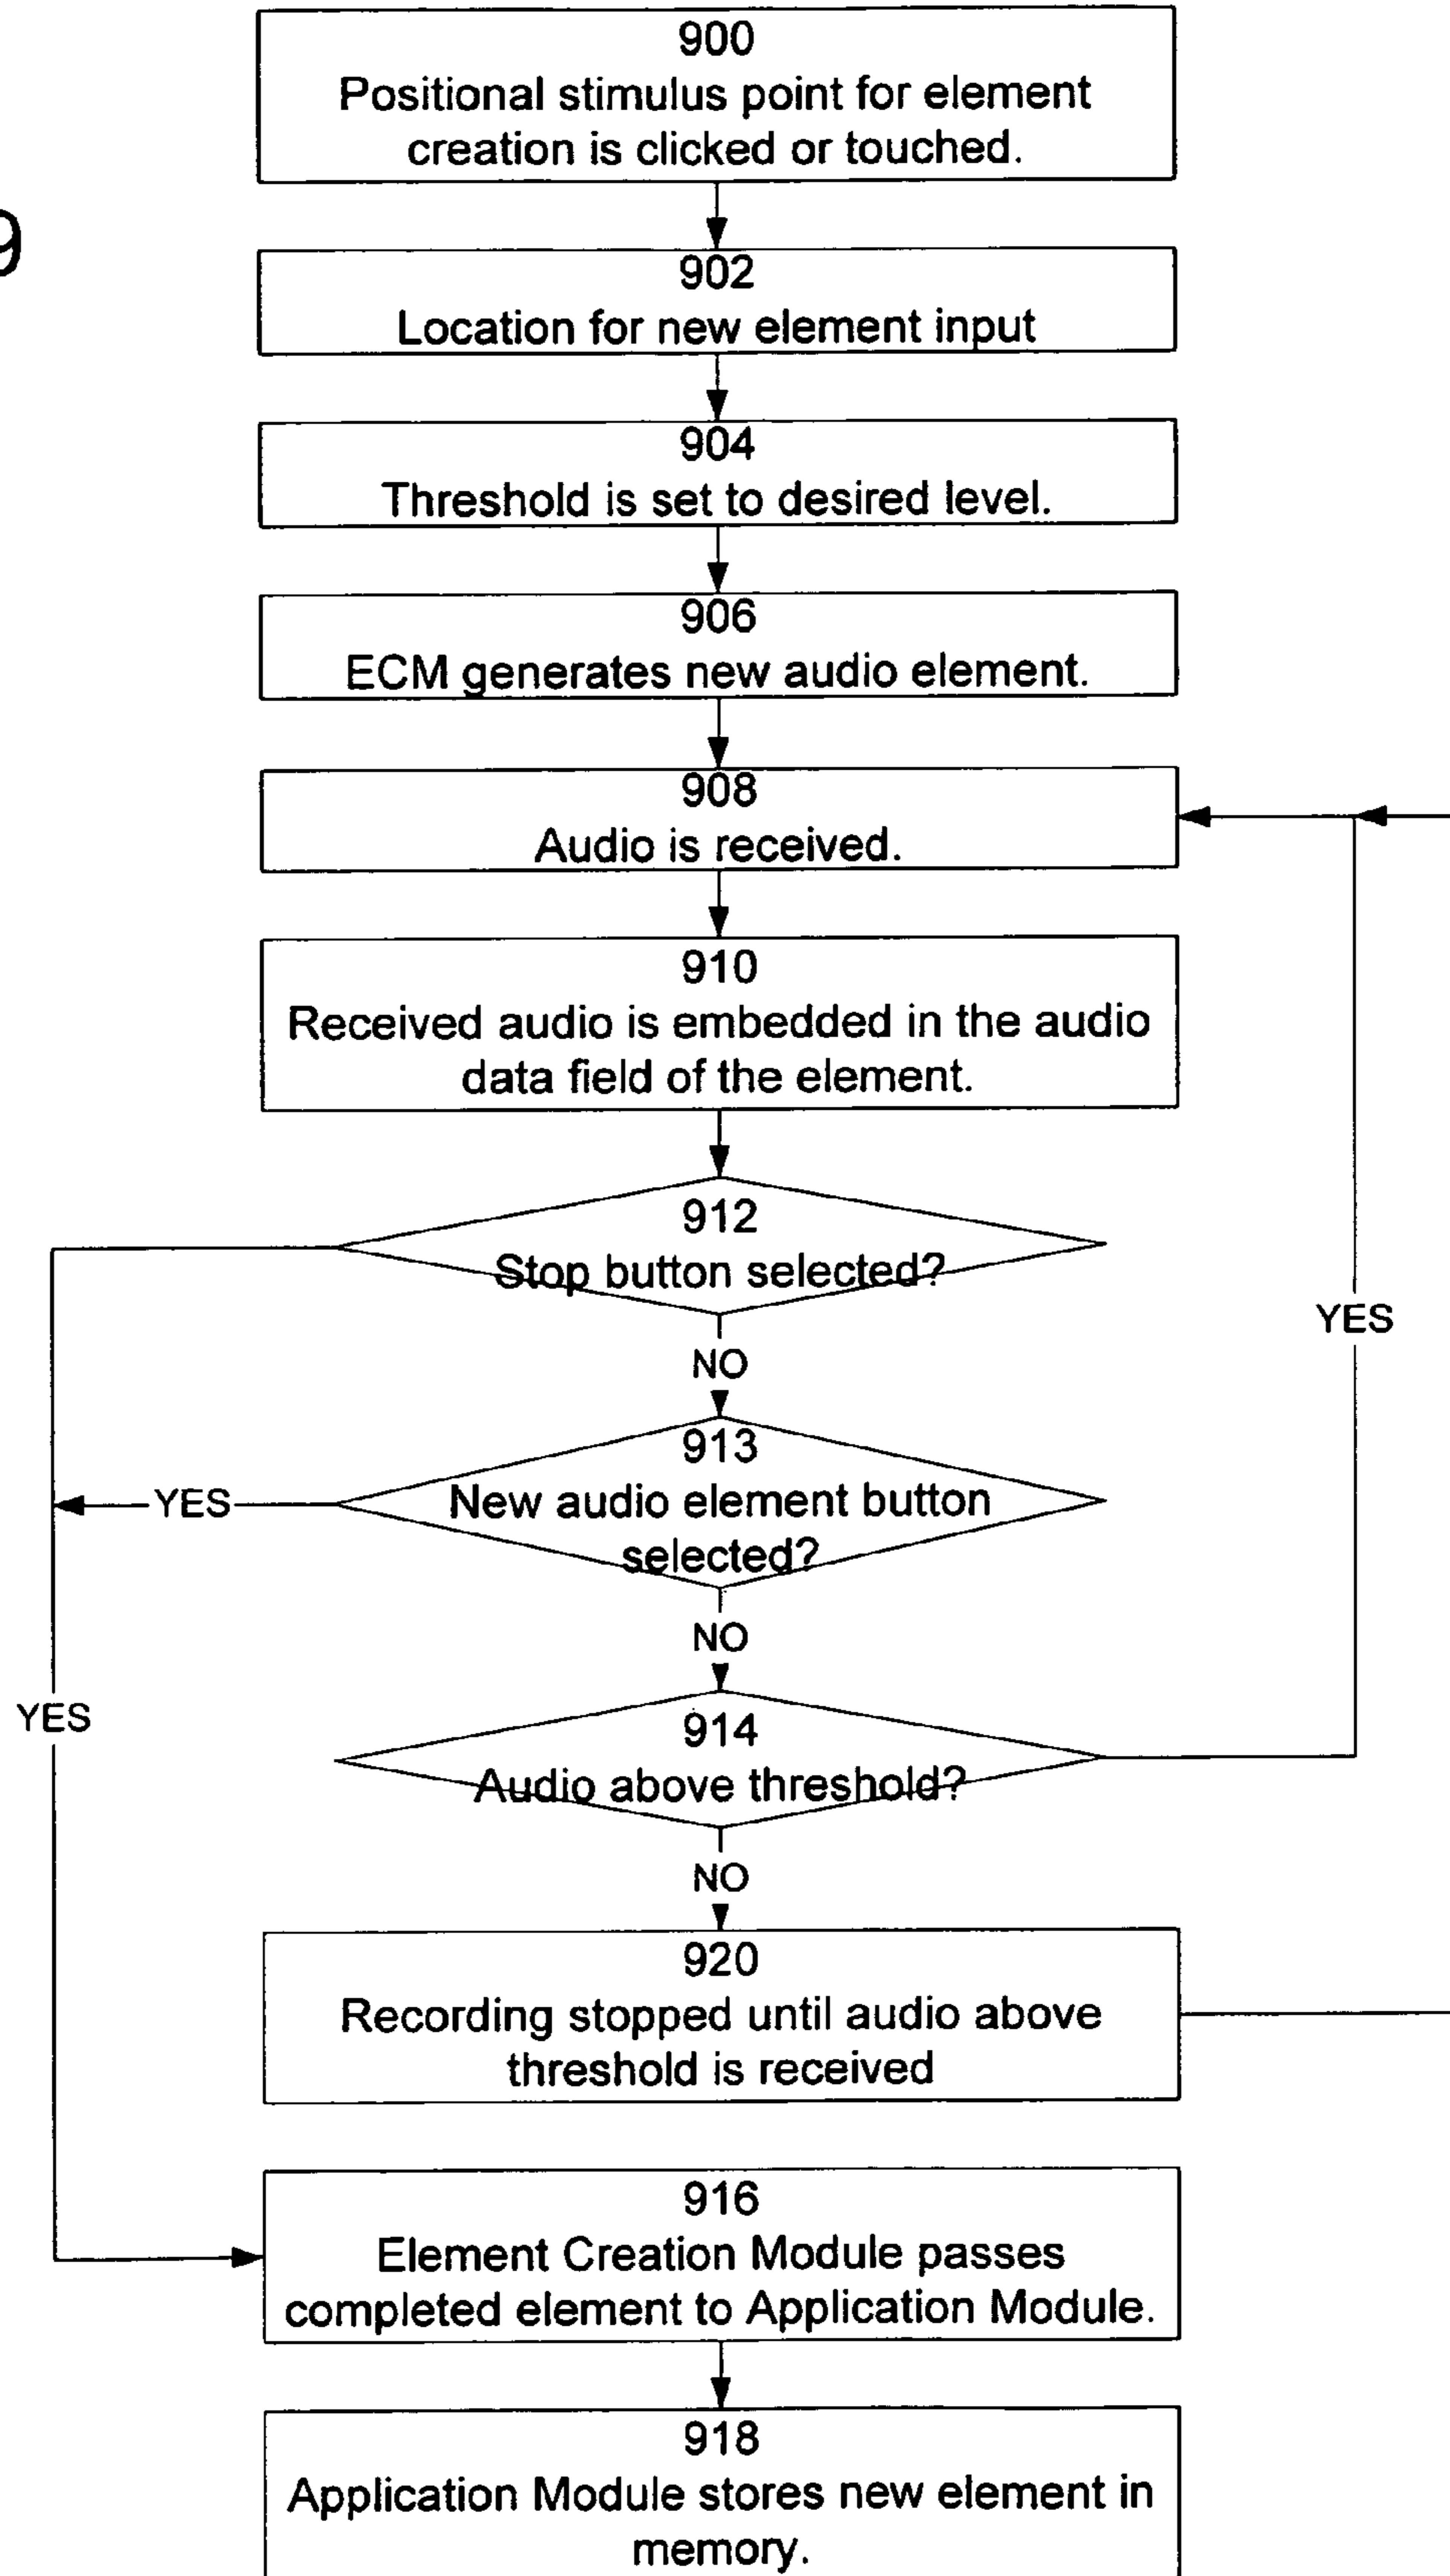 900
Positional stimulus point for element
creation is clicked or touched.
9
902
Location for new element input
904
Threshold is set to desired level.
906
ECM generates new audio element.
908
Audio is received.
910
Received audio is embedded in the audio
data field of the element.
912
Stop button selected?
YES
NO
913
New audio element button
selected?
YES
NO
YES
914
Audio above threshold?
NO
920
Recording stopped until audio above
threshold is received
916
Element Creation Module passes
completed element to Application Module.
918
Application Module stores new element in
memory.